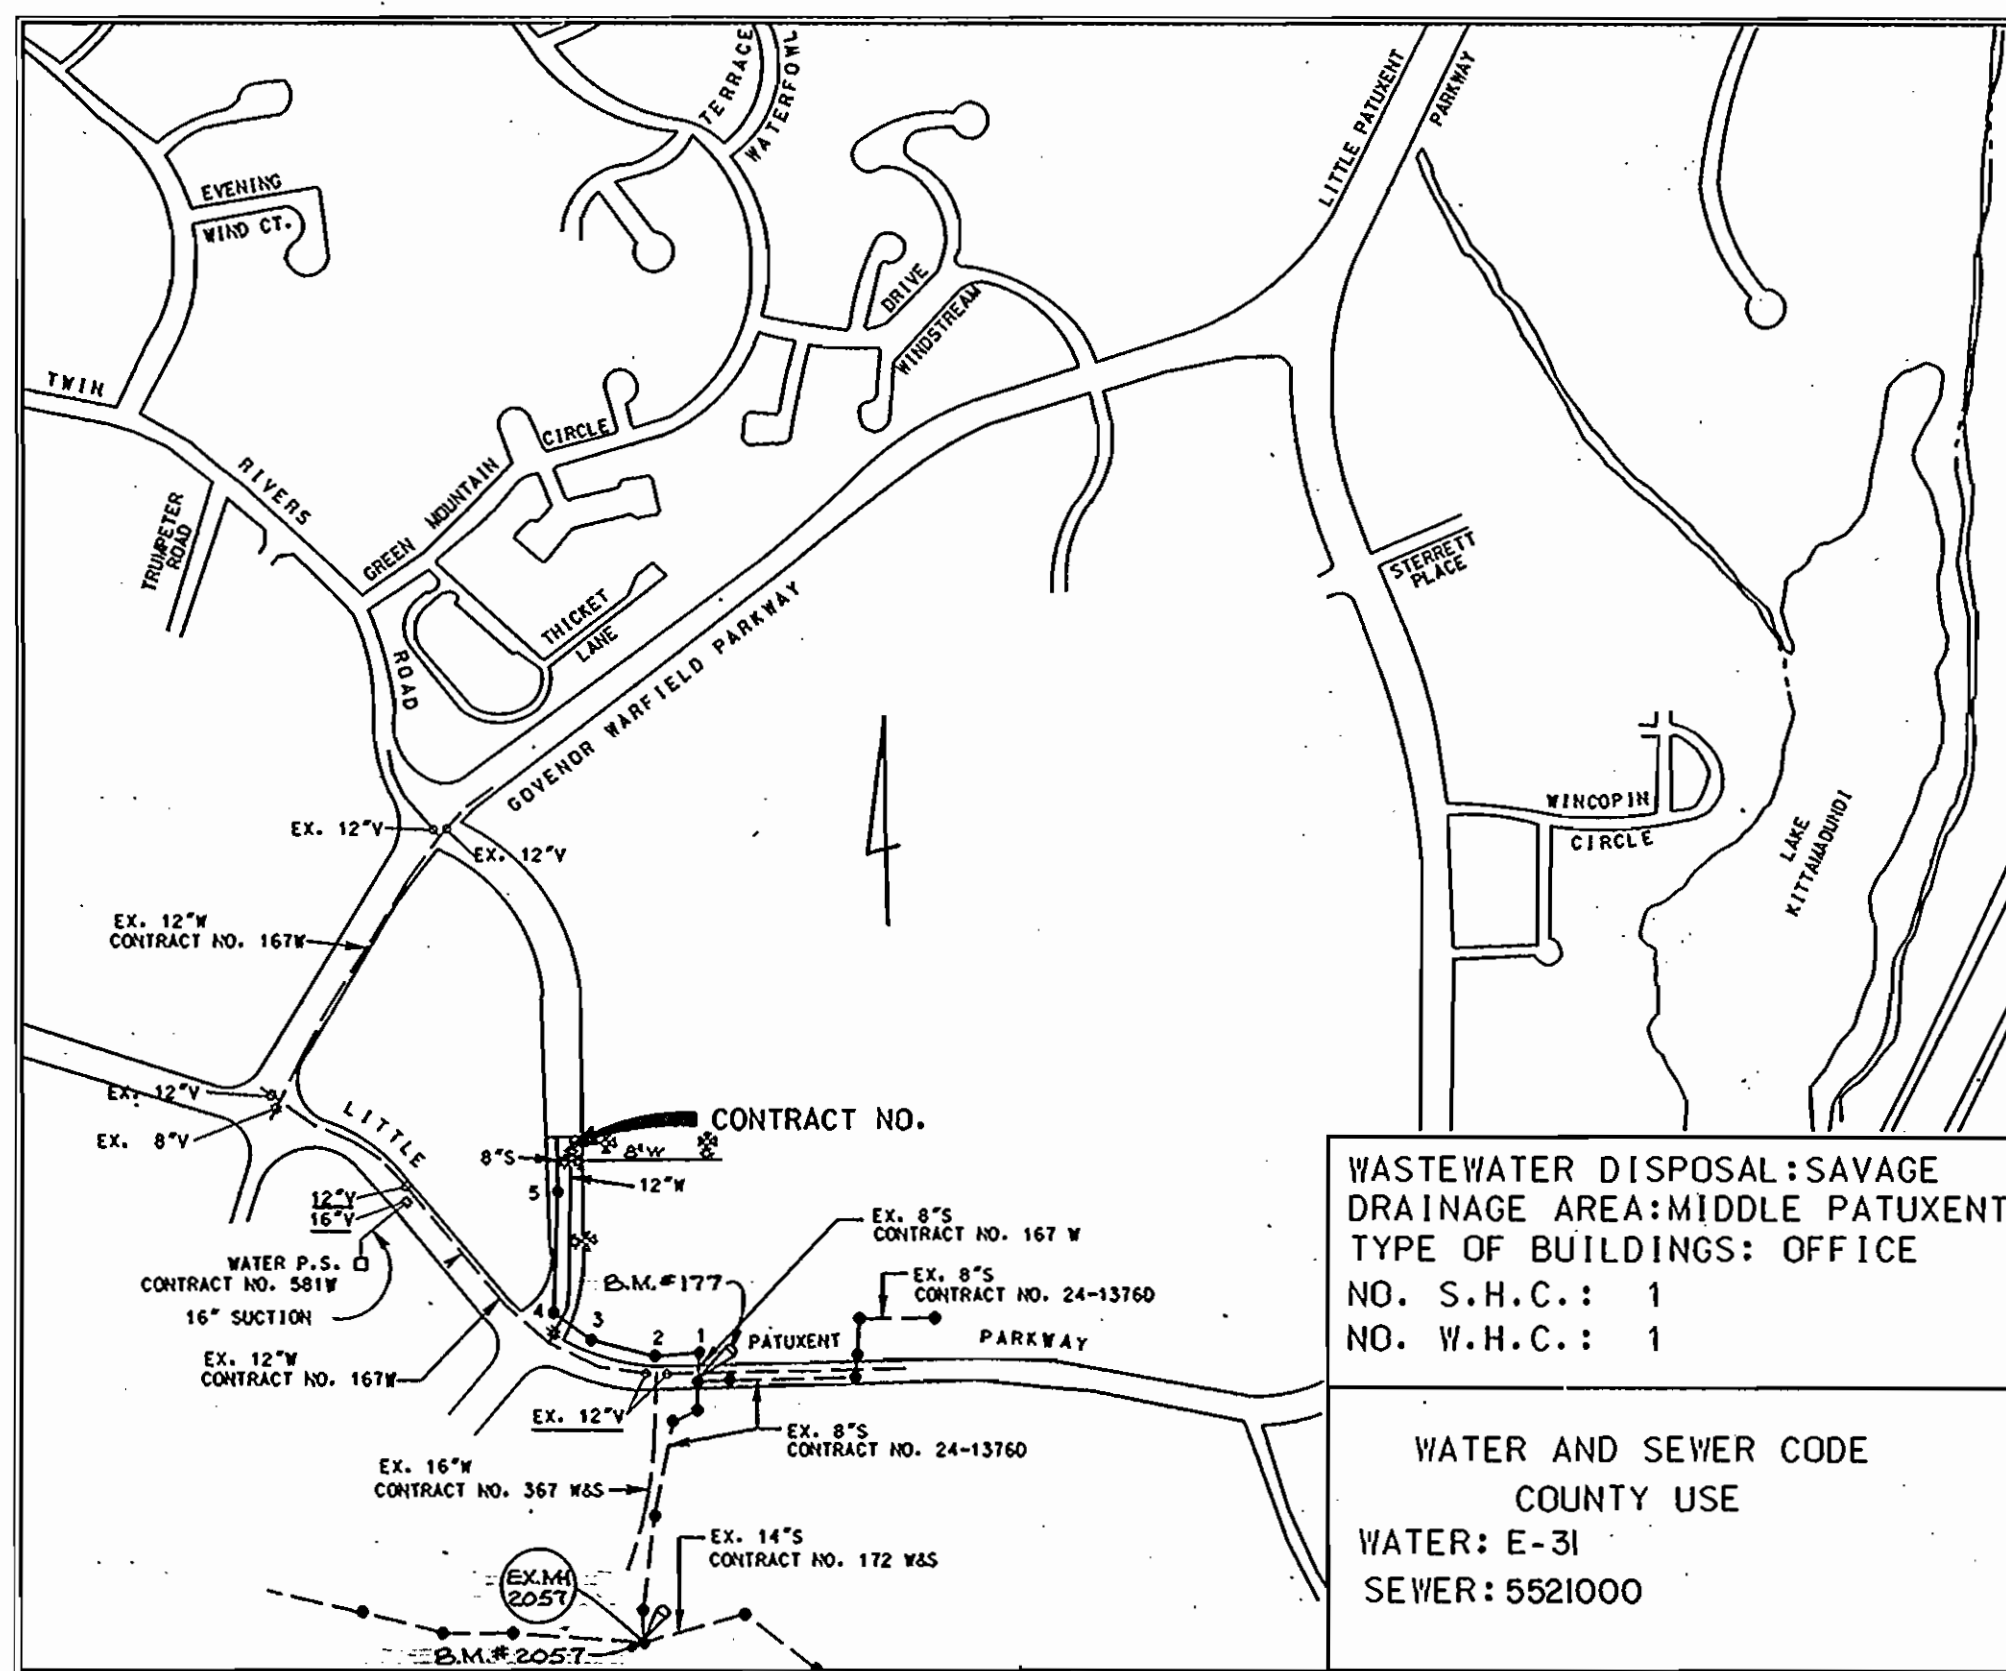 TERRACE
WATERFOWL
LITTLE PATUXENT
PARKWAY
EVENING
WIND CT.
DRIVE
WINDSTREAM
TWIN
RIVERS
ROAD
CIRCLE
MOUNTAIN
GREEN
TRUMPETER
ROAD
THICKET
LANE
GOVENOR WARFIELD PARKWAY
STERRETT
PLACE
WINCOPIN
CIRCLE
LAKE
KITTAMAQUNDI
EX. 12"V
EX. 12"V
EX. 12"W
CONTRACT NO. 167W
EX. 12"V
EX. 8"V
LITTLE
CONTRACT NO.
8"S
8"W
12"W
5
12"V
16"V
WATER P.S.
CONTRACT NO. 581W
16" SUCTION
EX. 8"S
CONTRACT NO. 167 W
B.M.#177
EX. 8"S
CONTRACT NO. 24-1376D
4
3
2
1
PATUXENT
PARKWAY
EX. 12"W
CONTRACT NO. 167W
EX. 12"V
EX. 8"S
CONTRACT NO. 24-1376D
EX. 16"W
CONTRACT NO. 367 W&S
EX. 14"S
CONTRACT NO. 172 W&S
EX.MH
2057
B.M.#2057
WASTEWATER DISPOSAL:SAVAGE
DRAINAGE AREA:MIDDLE PATUXENT
TYPE OF BUILDINGS: OFFICE
NO. S.H.C.: 1
NO. W.H.C.: 1
WATER AND SEWER CODE
COUNTY USE
WATER: E-31
SEWER: 5521000